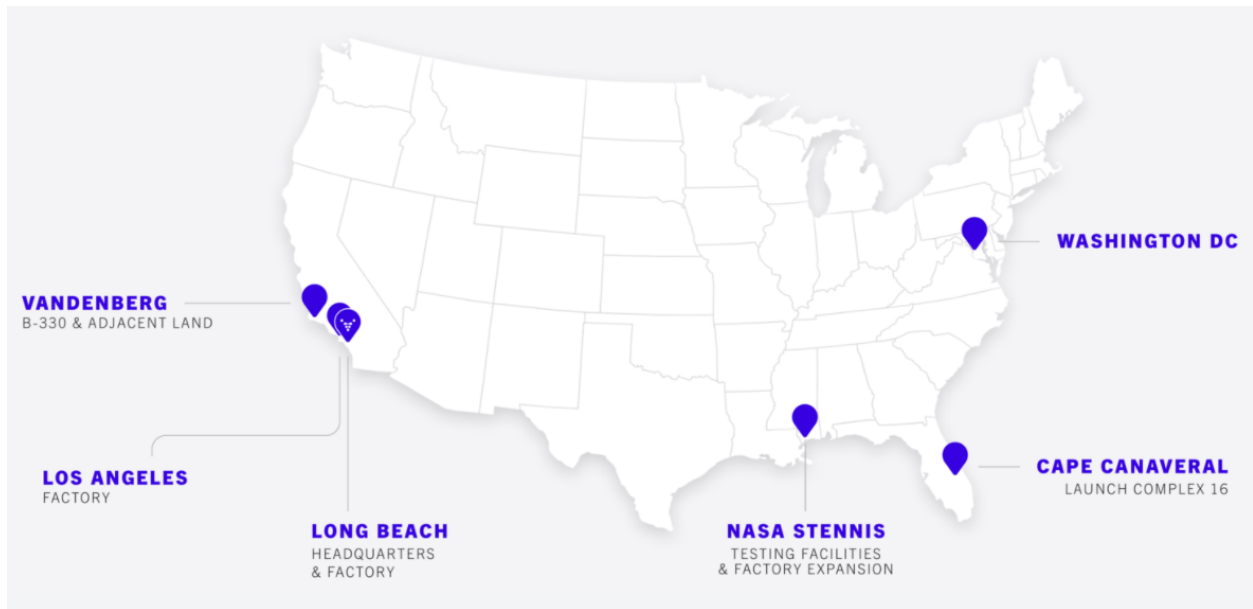 WASHINGTON DC
VANDENBERG
B-330 & ADJACENT LAND
LOS ANGELES
FACTORY
CAPE CANAVERAL
LAUNCH COMPLEX 16
LONG BEACH
HEADQUARTERS
& FACTORY
NASA STENNIS
TESTING FACILITIES
& FACTORY EXPANSION